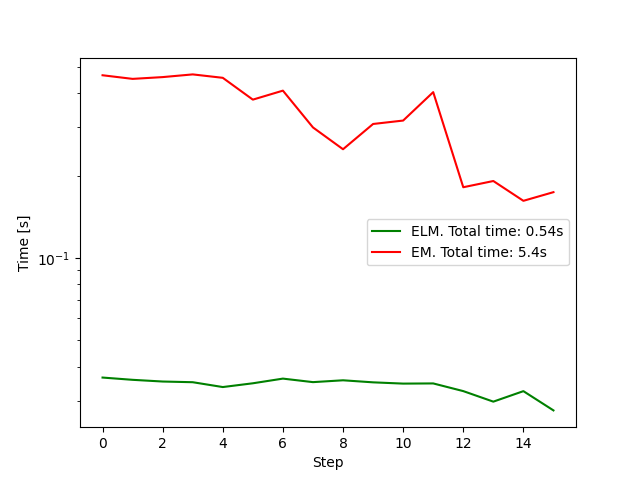 Time [s]
10⁻¹
ELM. Total time: 0.54s
EM. Total time: 5.4s
0 2 4 6 8 10 12 14
Step